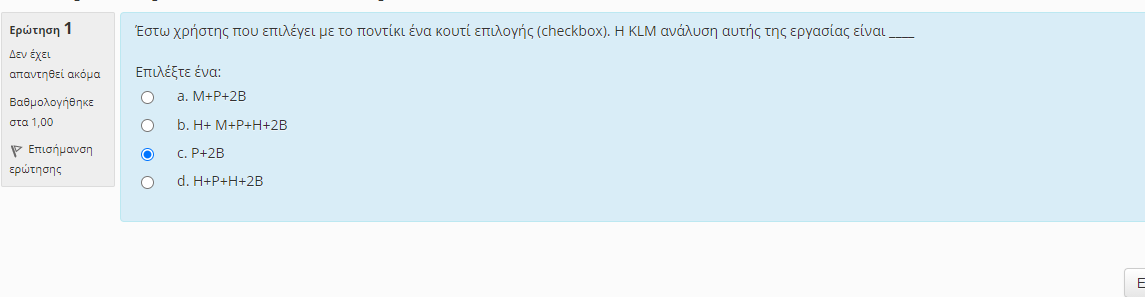 Ερώτηση 1
Δεν έχει
απαντηθεί ακόμα
Βαθμολογήθηκε
στα 1,00
Επισήμανση
ερώτησης
Έστω χρήστης που επιλέγει με το ποντίκι ένα κουτί επιλογής (checkbox). Η KLM ανάλυση αυτής της εργασίας είναι ____
Επιλέξτε ένα:
a. M+P+2B
b. H+ M+P+H+2B
c. P+2B
d. H+P+H+2B